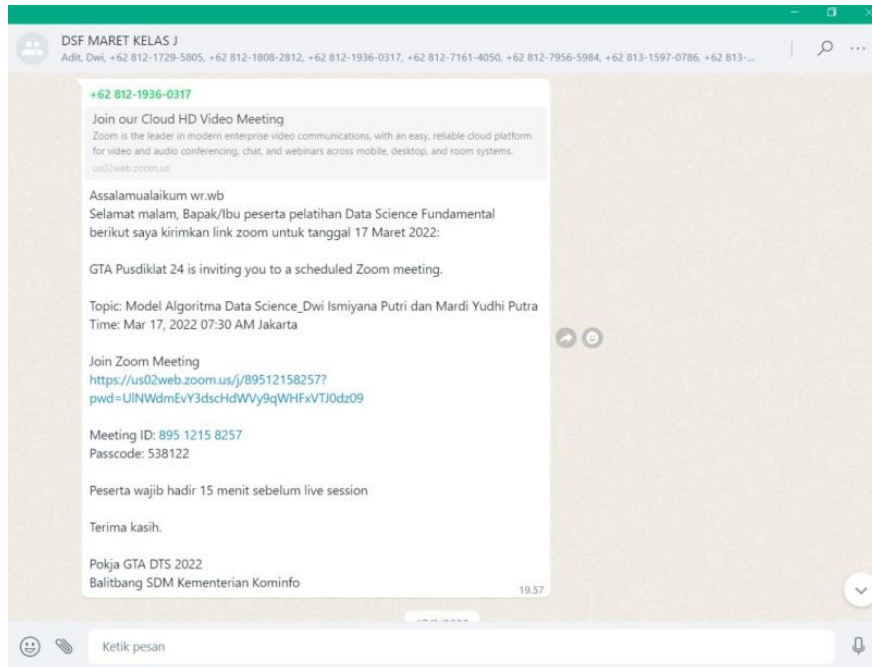 DSF MARET KELAS J
Adit, Dwi, +62 812-1729-5805, +62 812-1808-2812, +62 812-1936-0317, +62 812-7161-4050, +62 812-7956-5984, +62 813-1597-0786, +62 813-...
+62 812-1936-0317
Join our Cloud HD Video Meeting
Zoom is the leader in modern enterprise video communications, with an easy, reliable cloud platform
for video and audio conferencing, chat, and webinars across mobile, desktop, and room systems.
us02web.zoom.us
Assalamualaikum wr.wb
Selamat malam, Bapak/Ibu peserta pelatihan Data Science Fundamental
berikut saya kirimkan link zoom untuk tanggal 17 Maret 2022:
GTA Pusdiklat 24 is inviting you to a scheduled Zoom meeting.
Topic: Model Algoritma Data Science_Dwi Ismiyana Putri dan Mardi Yudhi Putra
Time: Mar 17, 2022 07:30 AM Jakarta
Join Zoom Meeting
https://us02web.zoom.us/j/89512158257?
pwd=UlNWdmEvY3dscHdWVy9qWHFxVTJ0dz09
Meeting ID: 895 1215 8257
Passcode: 538122
Peserta wajib hadir 15 menit sebelum live session
Terima kasih.
Pokja GTA DTS 2022
Balitbang SDM Kementerian Kominfo
19.57
Ketik pesan